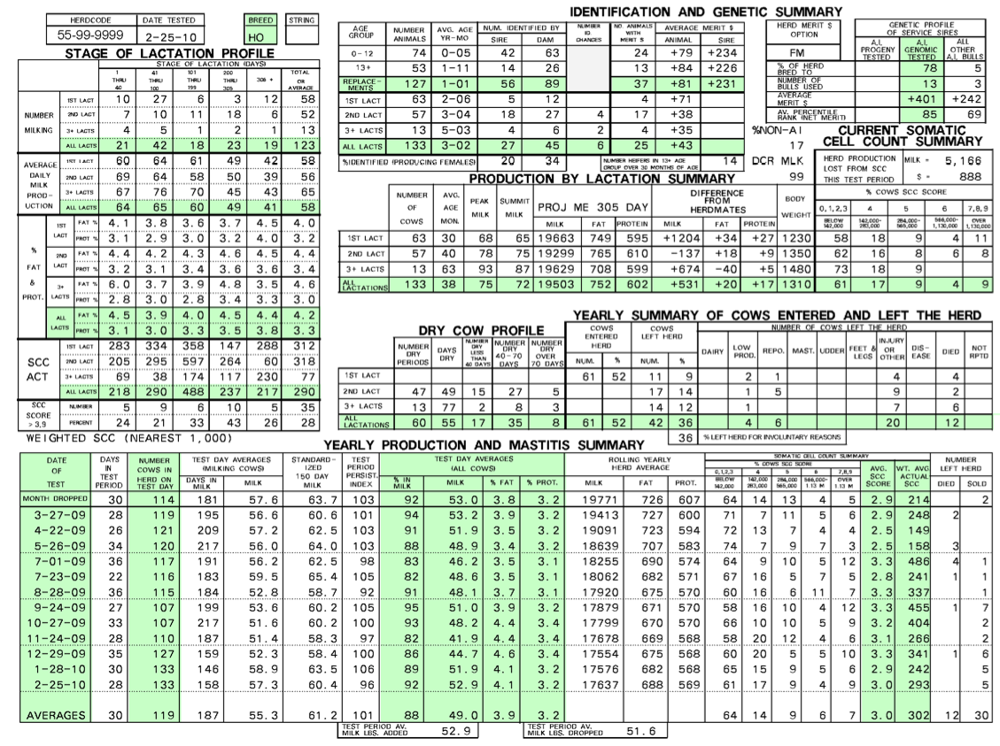 HERDCODE DATE TESTED BREED STRING
55-99-9999 2-25-10 HO
STAGE OF LACTATION PROFILE
STAGE OF LACTATION (DAYS)
1 THRU 40 41 THRU 100 101 THRU 199 200 THRU 305 306 + TOTAL OR AVERAGE
NUMBER MILKING
1ST LACT 10 27 6 3 12 58
2ND LACT 7 10 11 18 6 52
3+ LACTS 4 5 1 2 1 13
ALL LACTS 21 42 18 23 19 123
AVERAGE DAILY MILK PROD-UCTION
1ST LACT 60 64 61 49 42 58
2ND LACT 69 64 58 50 39 56
3+ LACTS 67 76 70 45 43 65
ALL LACTS 64 65 60 49 41 58
% FAT & PROT.
1ST LACT FAT % 4.1 3.8 3.6 3.7 4.5 4.0
PROT % 3.1 2.9 3.0 3.2 4.0 3.2
2ND LACT FAT % 4.4 4.2 4.3 4.6 4.5 4.4
PROT % 3.2 3.1 3.4 3.6 3.6 3.4
3+ LACTS FAT % 6.0 3.7 3.9 4.8 3.5 4.6
PROT % 2.8 3.0 2.8 3.4 3.3 3.0
ALL LACTS FAT % 4.5 3.9 4.0 4.5 4.4 4.2
PROT % 3.1 3.0 3.3 3.5 3.8 3.3
SCC ACT
1ST LACT 283 334 358 147 288 312
2ND LACT 205 295 597 264 60 318
3+ LACTS 69 38 174 117 230 77
ALL LACTS 218 290 488 237 217 290
SCC SCORE > 3.9
NUMBER 5 9 6 10 5 35
PERCENT 24 21 33 43 26 28
WEIGHTED SCC (NEAREST 1,000)
IDENTIFICATION AND GENETIC SUMMARY
AGE GROUP NUMBER ANIMALS AVG. AGE YR-MO NUM. IDENTIFIED BY SIRE DAM NUMBER ID. CHANGES NO. ANIMALS WITH MERIT $ AVERAGE MERIT $ ANIMAL SIRE
0-12 74 0-05 42 63 24 +79 +234
13+ 53 1-11 14 26 13 +84 +226
REPLACE-MENTS 127 1-01 56 89 37 +81 +231
1ST LACT 63 2-06 5 12 4 +71
2ND LACT 57 3-04 18 27 4 17 +38
3+ LACTS 13 5-03 4 6 2 4 +35
ALL LACTS 133 3-02 27 45 6 25 +43
%IDENTIFIED (PRODUCING FEMALES) 20 34
NUMBER HEIFERS IN 13+ AGE GROUP OVER 30 MONTHS OF AGE 14
HERD MERIT $ OPTION
FM
GENETIC PROFILE OF SERVICE SIRES
A.I. PROGENY TESTED A.I. GENOMIC TESTED ALL OTHER A.I. BULLS
% OF HERD BRED TO 78 5
NUMBER OF BULLS USED 13 3
AVERAGE MERIT $ +401 +242
AV. PERCENTILE RANK (NET MERIT) 85 69
%NON-AI
17
DCR MLK
99
CURRENT SOMATIC CELL COUNT SUMMARY
HERD PRODUCTION LOST FROM SCC THIS TEST PERIOD
MILK = 5,166
$ = 888
% COWS SCC SCORE
0,1,2,3 4 5 6 7,8,9
BELOW 142,000 142,000-283,000 284,000-565,000 566,000-1,130,000 OVER 1,130,000
58 18 9 4 11
62 16 8 6 8
73 18 9
61 17 9 4 9
PRODUCTION BY LACTATION SUMMARY
NUMBER OF COWS AVG. AGE MON. PEAK MILK SUMMIT MILK PROJ ME 305 DAY MILK FAT PROTEIN DIFFERENCE FROM HERDMATES MILK FAT PROTEIN BODY WEIGHT
1ST LACT 63 30 68 65 19663 749 595 +1204 +34 +27 1230
2ND LACT 57 40 78 75 19299 765 610 -137 +18 +9 1350
3+ LACTS 13 63 93 87 19629 708 599 +674 -40 +5 1480
ALL LACTATIONS 133 38 75 72 19503 752 602 +531 +20 +17 1310
DRY COW PROFILE
YEARLY SUMMARY OF COWS ENTERED AND LEFT THE HERD
NUMBER DRY PERIODS DAYS DRY NUMBER DRY LESS THAN 40 DAYS NUMBER DRY 40-70 DAYS NUMBER DRY OVER 70 DAYS
COWS ENTERED HERD NUM. % COWS LEFT HERD NUM. %
NUMBER OF COWS LEFT THE HERD
DAIRY LOW PROD. REPO. MAST. UDDER FEET & LEGS INJURY OR OTHER DIS-EASE DIED NOT RPTD
1ST LACT 61 52 11 9 2 1 4 4
2ND LACT 47 49 15 27 5 17 14 1 5 9 2
3+ LACTS 13 77 2 8 3 14 12 1 7 6
ALL LACTATIONS 60 55 17 35 8 61 52 42 36 4 6 20 12
36 % LEFT HERD FOR INVOLUNTARY REASONS
YEARLY PRODUCTION AND MASTITIS SUMMARY
DATE OF TEST DAYS IN TEST PERIOD NUMBER COWS IN HERD ON TEST DAY TEST DAY AVERAGES (MILKING COWS) DAYS IN MILK MILK STANDARD-IZED 150 DAY MILK TEST PERIOD PERSIST. INDEX TEST DAY AVERAGES (ALL COWS) % IN MILK MILK % FAT % PROT. ROLLING YEARLY HERD AVERAGE MILK FAT PROT.
SOMATIC CELL COUNT SUMMARY
% COWS SCC SCORE
0,1,2,3 4 5 6 7,8,9
BELOW 142,000 142,000 283,000 284,000 565,000 566,000- 1.13 M OVER 1.13 M
AVG. SCC SCORE WT. AVG. ACTUAL SCC NUMBER LEFT HERD DIED SOLD
MONTH DROPPED 30 114 181 57.6 63.7 103 92 53.0 3.8 3.2 19771 726 607 64 14 13 4 5 2.9 214 2
3-27-09 28 119 195 56.6 60.6 101 94 53.2 3.9 3.2 19413 727 600 71 7 11 5 6 2.9 248 2
4-22-09 26 121 209 57.2 62.5 103 91 51.9 3.5 3.2 19091 723 594 72 13 7 4 4 2.5 149
5-26-09 34 120 217 56.0 64.0 103 88 48.9 3.4 3.2 18639 707 583 74 7 9 7 3 2.5 158 3
7-01-09 36 117 191 56.2 62.5 98 83 46.2 3.5 3.1 18255 690 574 64 9 10 5 12 3.3 486 4 1
7-23-09 22 116 183 59.5 65.4 105 82 48.6 3.5 3.1 18062 682 571 67 16 5 7 5 2.8 241 1 1
8-28-09 36 115 184 52.8 58.7 92 91 48.1 3.7 3.1 17920 675 570 60 16 6 11 7 3.3 337 1
9-24-09 27 107 199 53.6 60.2 105 95 51.0 3.9 3.2 17879 671 570 58 16 10 4 12 3.3 455 1 7
10-27-09 33 107 217 51.6 60.2 100 93 48.2 4.4 3.4 17799 670 570 66 10 10 5 9 3.2 404 2
11-24-09 28 110 187 51.4 58.3 97 82 41.9 4.4 3.4 17678 669 568 58 20 12 4 6 3.1 266 2
12-29-09 35 127 159 52.3 58.4 100 86 44.7 4.6 3.4 17554 675 568 60 20 5 5 10 3.3 341 1 6
1-28-10 30 133 146 58.9 63.5 106 89 51.9 4.1 3.2 17576 682 568 65 15 9 5 6 2.9 242 5
2-25-10 28 133 158 57.3 60.4 96 92 52.9 4.1 3.2 17637 688 569 61 17 9 4 9 3.0 293 5
AVERAGES 30 119 187 55.3 61.2 101 88 49.0 3.9 3.2 64 14 9 6 7 3.0 302 12 30
TEST PERIOD AV. MILK LBS. ADDED 52.9
TEST PERIOD AV. MILK LBS. DROPPED 51.6